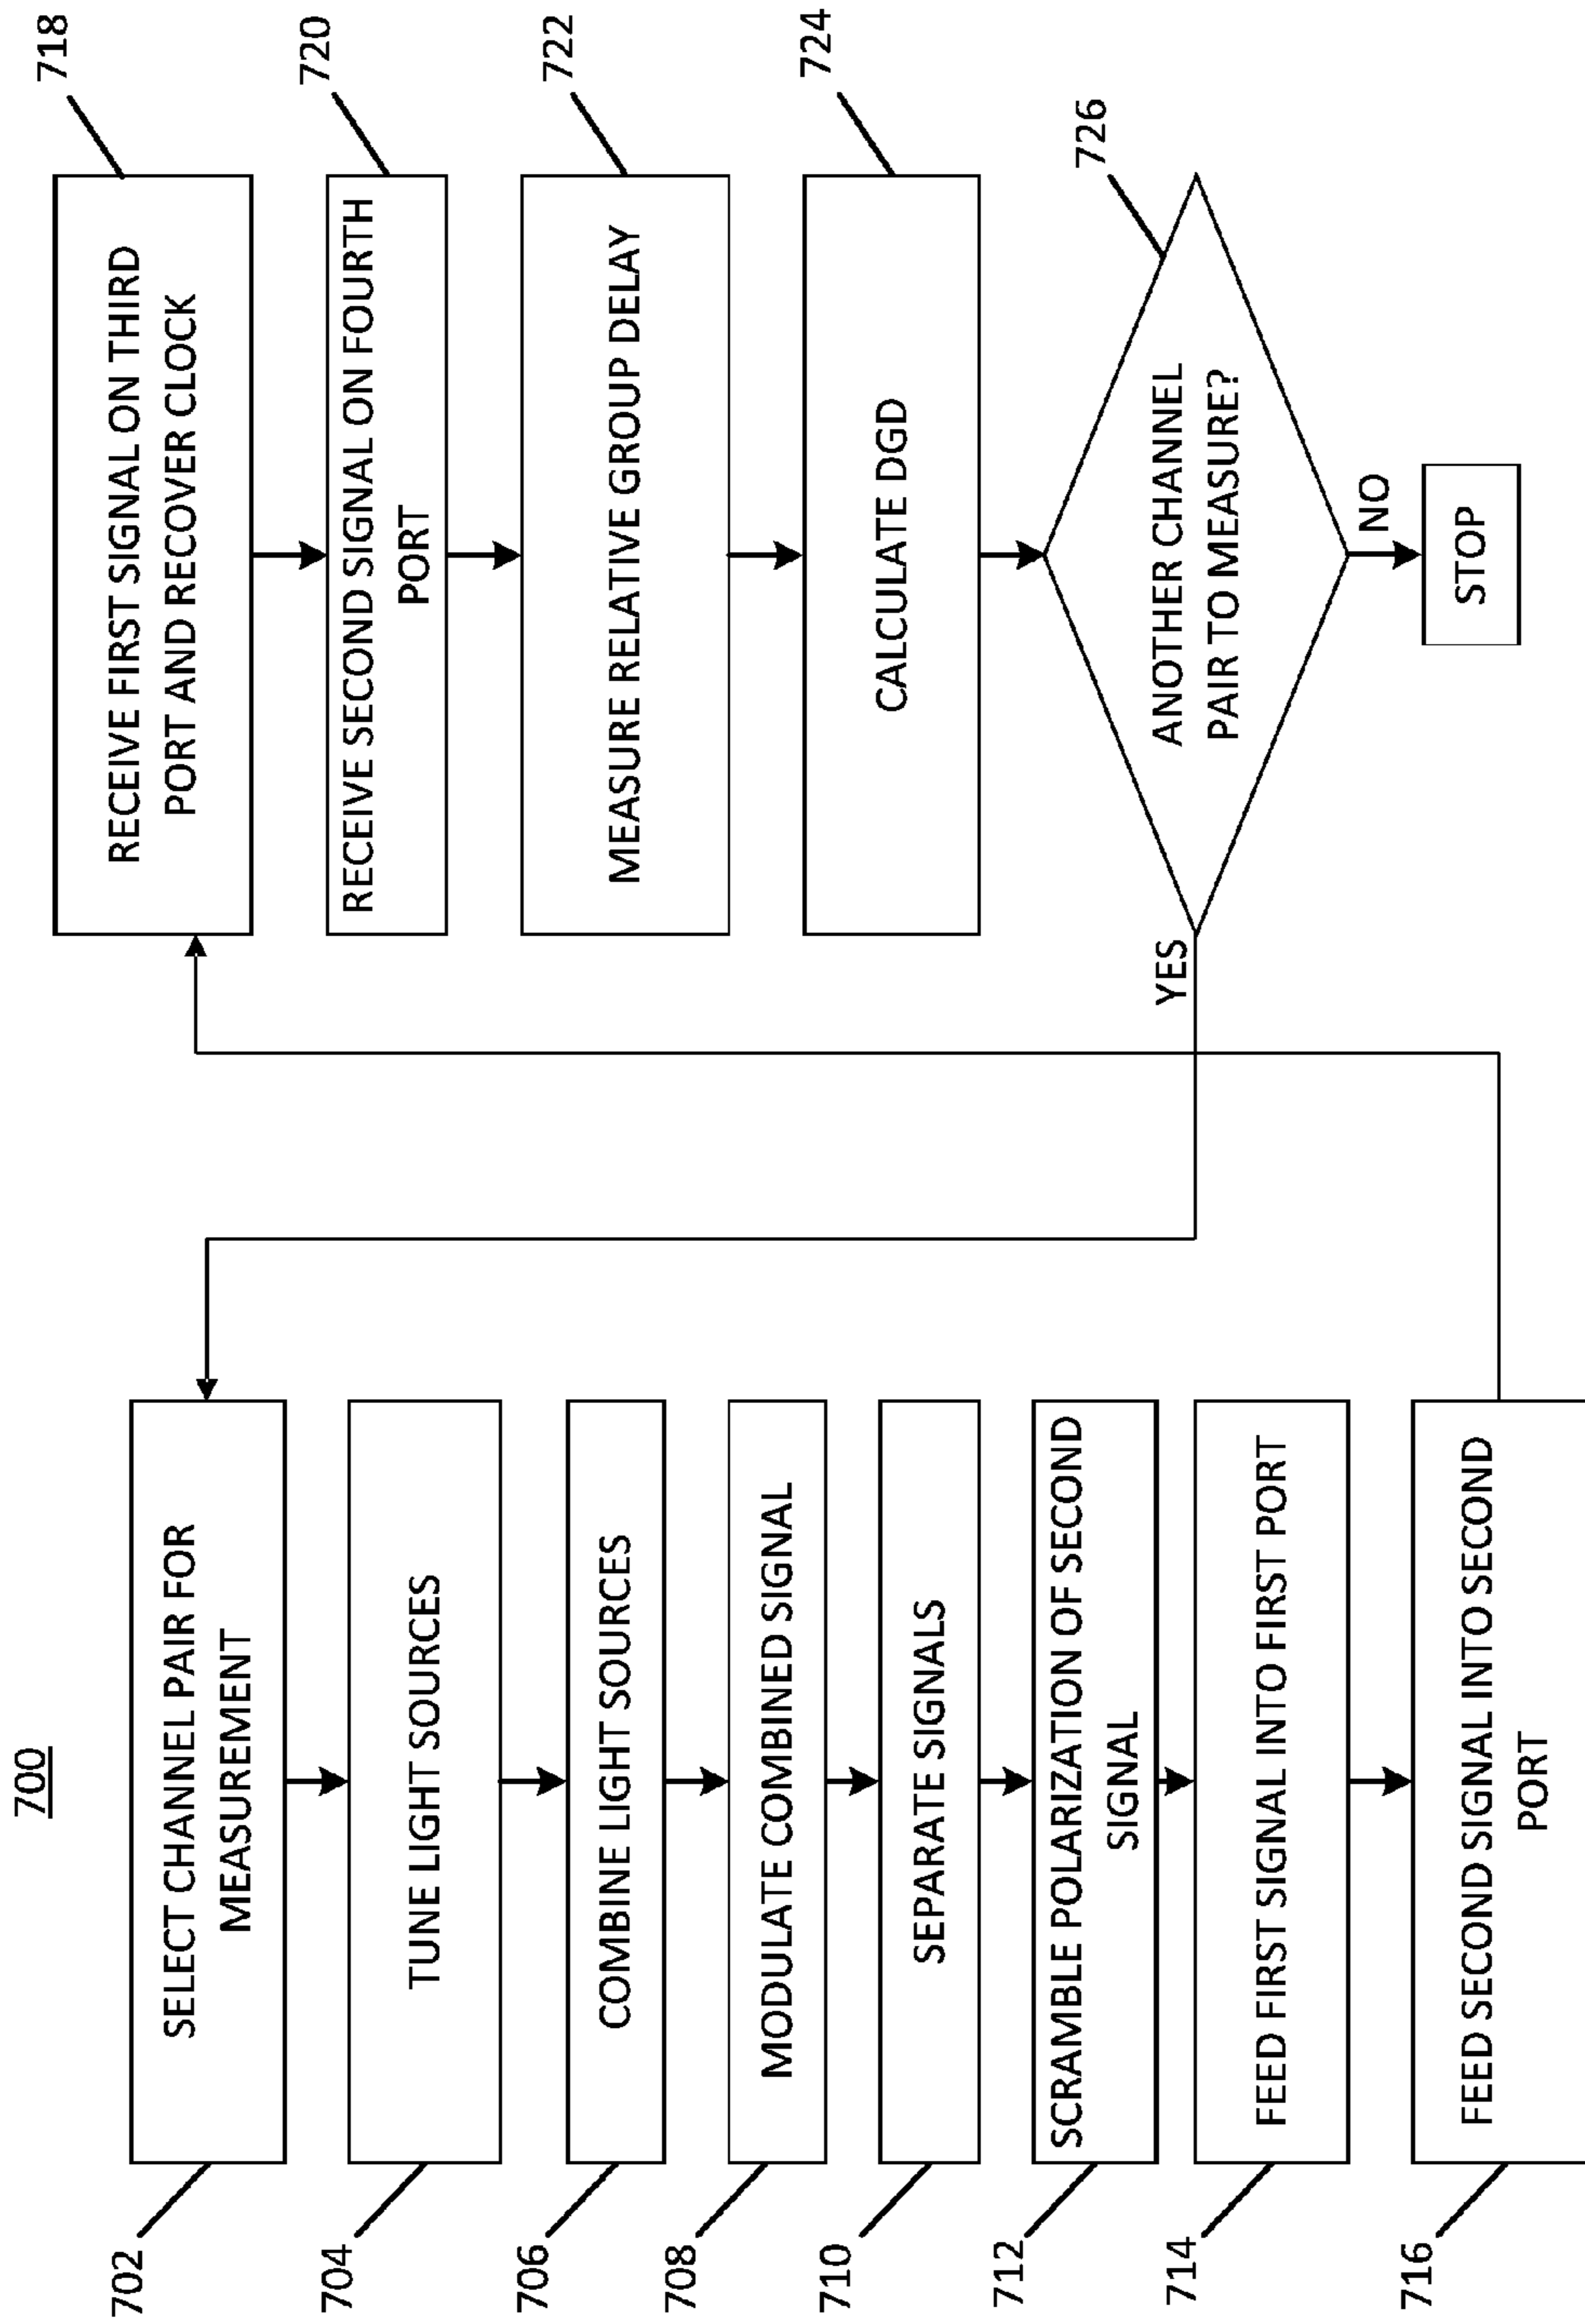 700
702
SELECT CHANNEL PAIR FOR
MEASUREMENT
704
TUNE LIGHT SOURCES
706
COMBINE LIGHT SOURCES
708
MODULATE COMBINED SIGNAL
710
SEPARATE SIGNALS
712
SCRAMBLE POLARIZATION OF SECOND
SIGNAL
714
FEED FIRST SIGNAL INTO FIRST PORT
716
FEED SECOND SIGNAL INTO SECOND
PORT
718
RECEIVE FIRST SIGNAL ON THIRD
PORT AND RECOVER CLOCK
720
RECEIVE SECOND SIGNAL ON FOURTH
PORT
722
MEASURE RELATIVE GROUP DELAY
724
CALCULATE DGD
726
ANOTHER CHANNEL
PAIR TO MEASURE?
YES
NO
STOP